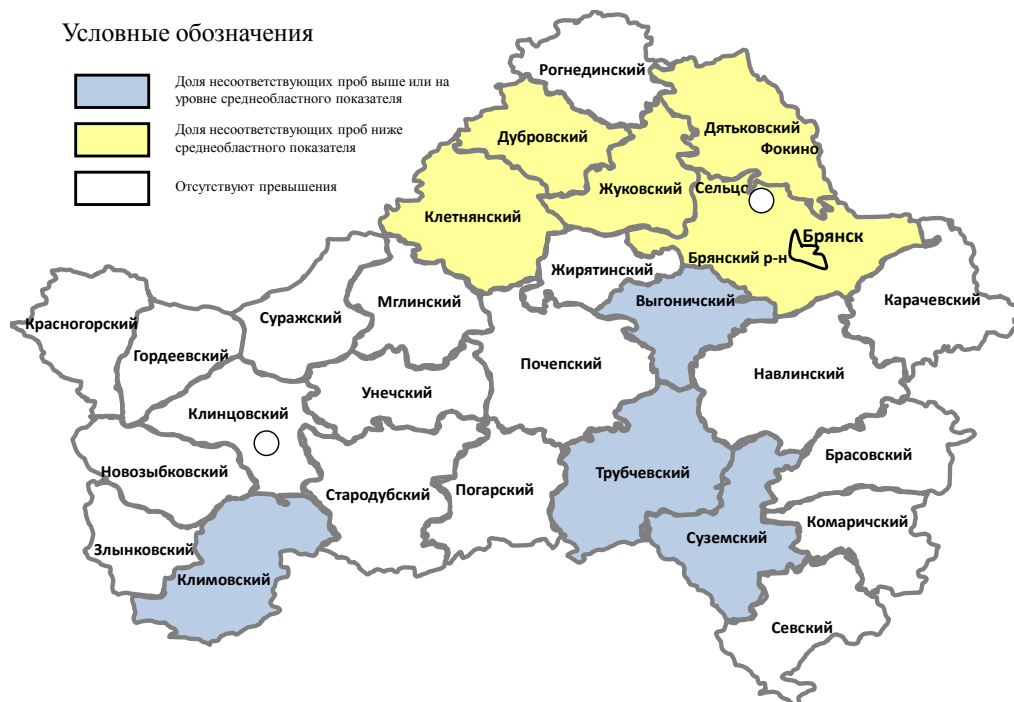 Условные обозначения
Доля несоответствующих проб выше или на
уровне среднеобластного показателя
Доля несоответствующих проб ниже
среднеобластного показателя
Отсутствуют превышения
Рогнединский
Дубровский
Дятьковский
Фокино
Жуковский
Сельцо
Клетнянский
Брянск
Брянский р-н
Жирятинский
Выгоничский
Карачевский
Мглинский
Суражский
Красногорский
Гордеевский
Почепский
Навлинский
Унечский
Клинцовский
Новозыбковский
Стародубский
Погарский
Трубчевский
Брасовский
Комаричский
Суземский
Злынковский
Климовский
Севский